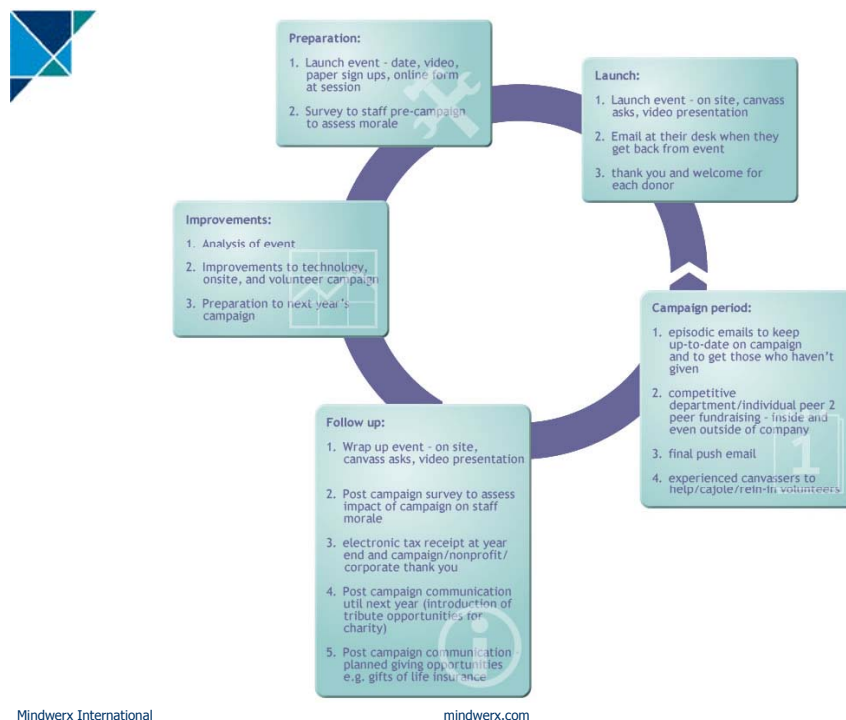 Preparation:
1. Launch event - date, video,
paper sign ups, online form
at session
2. Survey to staff pre-campaign
to assess morale
Launch:
1. Launch event - on site, canvass
asks, video presentation
2. Email at their desk when they
get back from event
3. thank you and welcome for
each donor
Campaign period:
1. episodic emails to keep
up-to-date on campaign
and to get those who haven't
given
2. competitive
department/individual peer 2
peer fundraising - inside and
even outside of company
3. final push email
4. experienced canvassers to
help/cajole/rein-in volunteers
1
Follow up:
1. Wrap up event - on site,
canvass asks, video presentation
2. Post campaign survey to assess
impact of campaign on staff
morale
3. electronic tax receipt at year
end and campaign/nonprofit/
corporate thank you
4. Post campaign communication
util next year (introduction of
tribute opportunities for
charity)
5. Post campaign communication -
planned giving opportunities
e.g. gifts of life insurance
Improvements:
1. Analysis of event
2. Improvements to technology,
onsite, and volunteer campaign
3. Preparation to next year's
campaign
Mindwerx International
mindwerx.com